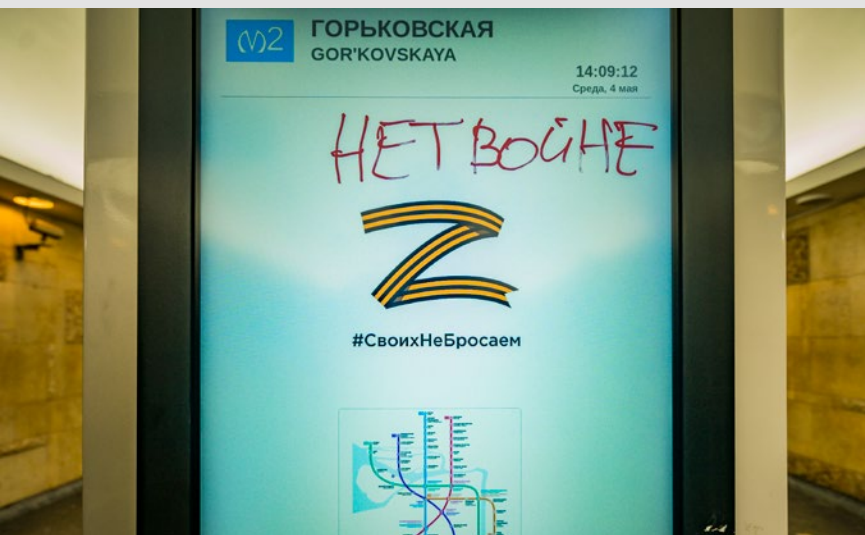 М2 ГОРЬКОВСКАЯ
GOR'KOVSKAYA
14:09:12
Среда, 4 мая
НЕТ ВОЙНЕ
Z
#СвоихНеБросаем